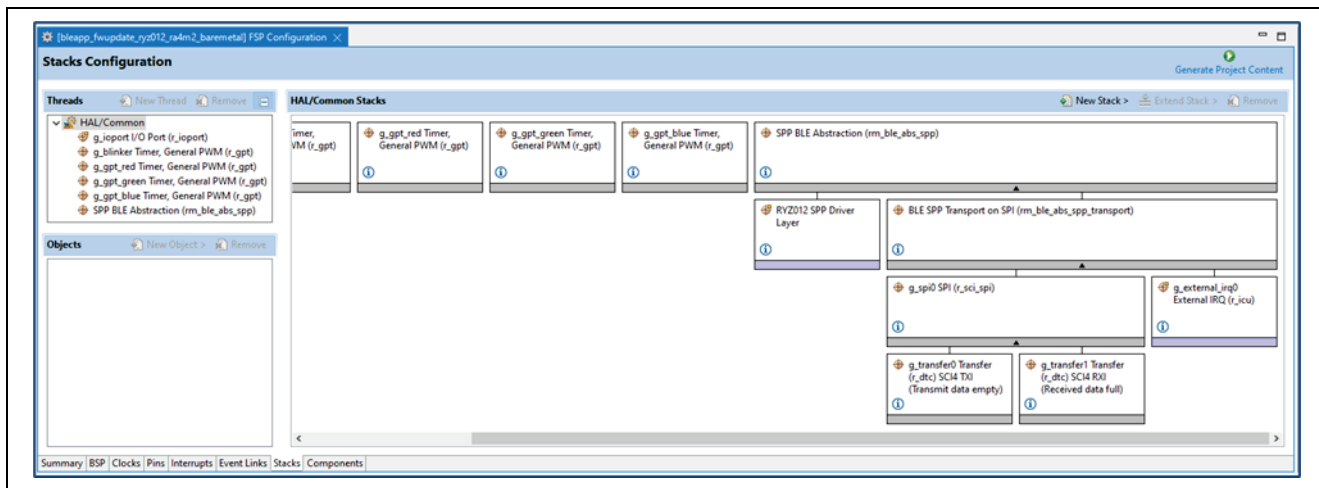 [bleapp_fwupdate_ryz012_ra4m2_baremetal] FSP Configuration
Stacks Configuration
Generate Project Content
Threads
New Thread
Remove
HAL/Common
g_ioport I/O Port (r_ioport)
g_blinker Timer, General PWM (r_gpt)
g_gpt_red Timer, General PWM (r_gpt)
g_gpt_green Timer, General PWM (r_gpt)
g_gpt_blue Timer, General PWM (r_gpt)
SPP BLE Abstraction (rm_ble_abs_spp)
Objects
New Object >
Remove
HAL/Common Stacks
New Stack >
Extend Stack >
Remove
(r_gpt)
g_gpt_red Timer,
General PWM (r_gpt)
g_gpt_green Timer,
General PWM (r_gpt)
g_gpt_blue Timer,
General PWM (r_gpt)
SPP BLE Abstraction (rm_ble_abs_spp)
RYZ012 SPP Driver
Layer
BLE SPP Transport on SPI (rm_ble_abs_spp_transport)
g_spi0 SPI (r_sci_spi)
g_external_irq0
External IRQ (r_icu)
g_transfer0 Transfer
(r_dtc) SCI4 TXI
(Transmit data empty)
g_transfer1 Transfer
(r_dtc) SCI4 RXI
(Received data full)
Summary BSP Clocks Pins Interrupts Event Links Stacks Components